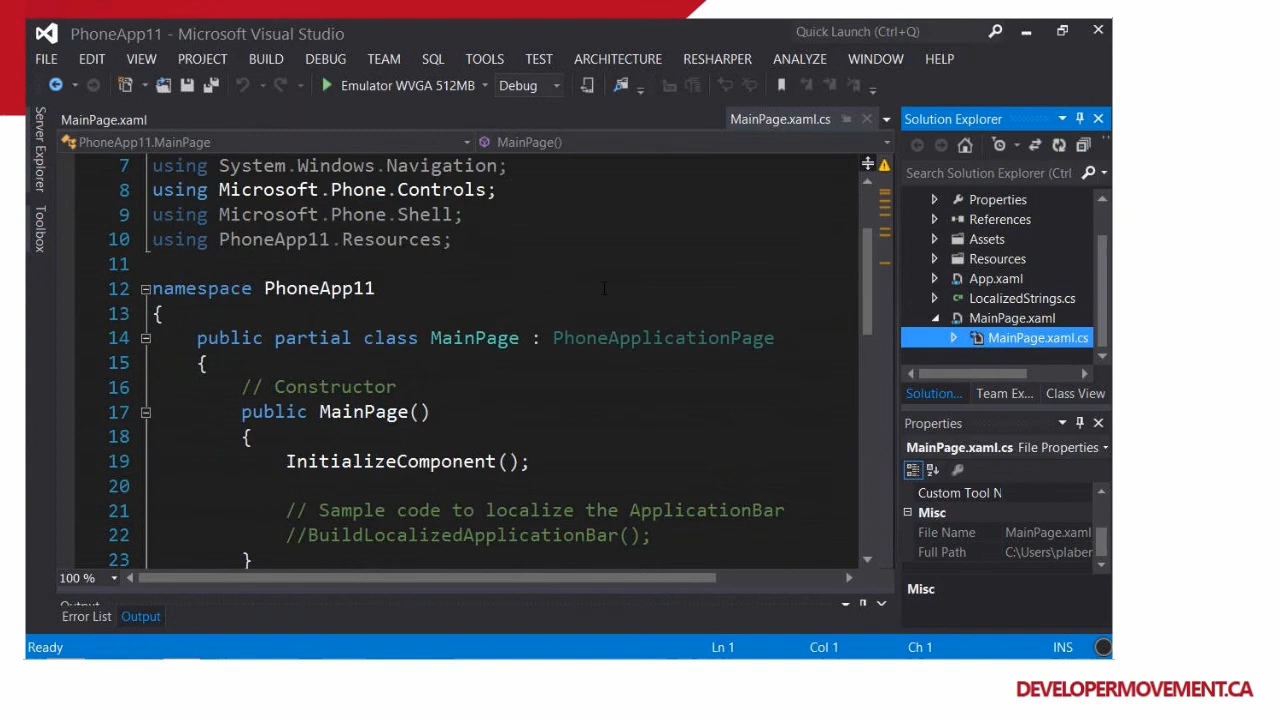 PhoneApp11 - Microsoft Visual Studio
Quick Launch (Ctrl+Q)
FILE EDIT VIEW PROJECT BUILD DEBUG TEAM SQL TOOLS TEST ARCHITECTURE RESHARPER ANALYZE WINDOW HELP
Emulator WVGA 512MB Debug
Server Explorer
Toolbox
MainPage.xaml
MainPage.xaml.cs
PhoneApp11.MainPage
MainPage()
7 using System.Windows.Navigation;
8 using Microsoft.Phone.Controls;
9 using Microsoft.Phone.Shell;
10 using PhoneApp11.Resources;
11
12 namespace PhoneApp11
13 {
14 public partial class MainPage : PhoneApplicationPage
15 {
16 // Constructor
17 public MainPage()
18 {
19 InitializeComponent();
20
21 // Sample code to localize the ApplicationBar
22 //BuildLocalizedApplicationBar();
23 }
100 %
Output
Error List Output
Solution Explorer
Search Solution Explorer (Ctrl
Properties
References
Assets
Resources
App.xaml
LocalizedStrings.cs
MainPage.xaml
MainPage.xaml.cs
Solution... Team Ex... Class View
Properties
MainPage.xaml.cs File Properties
Custom Tool N
Misc
File Name MainPage.xaml
Full Path C:\Users\plaber
Misc
Ready Ln 1 Col 1 Ch 1 INS
DEVELOPERMOVEMENT.CA